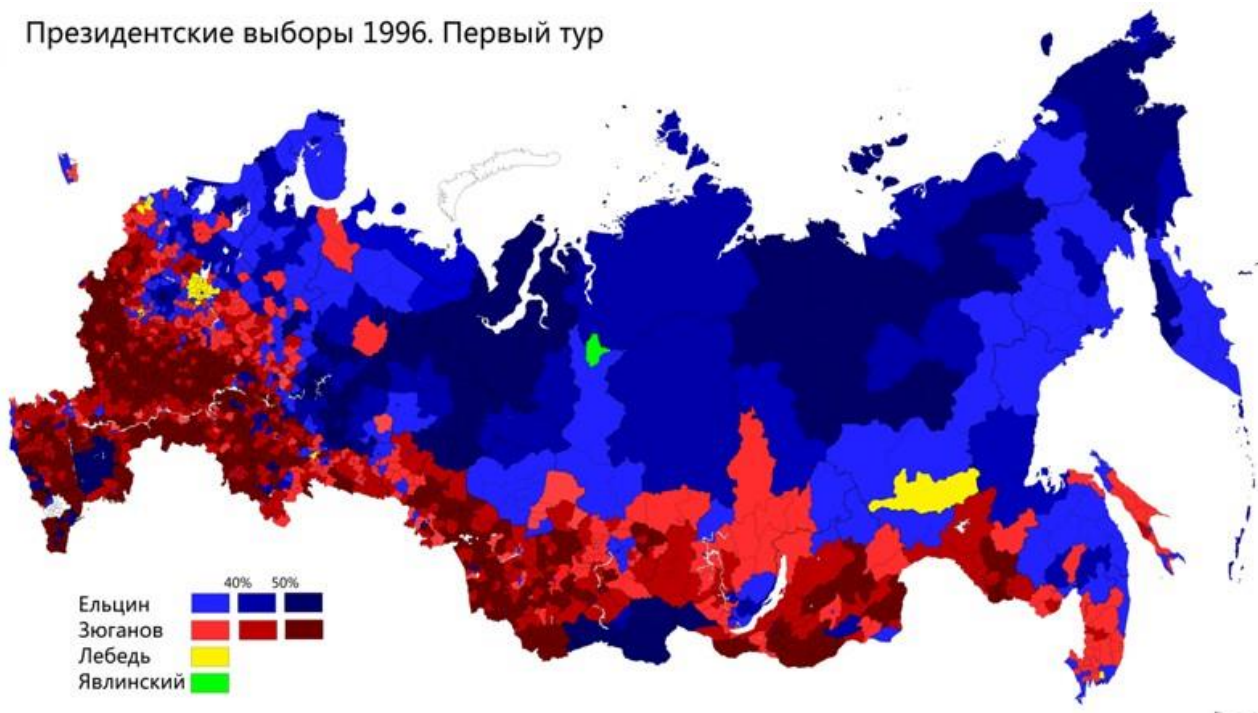 Президентские выборы 1996. Первый тур
40% 50%
Ельцин
Зюганов
Лебедь
Явлинский